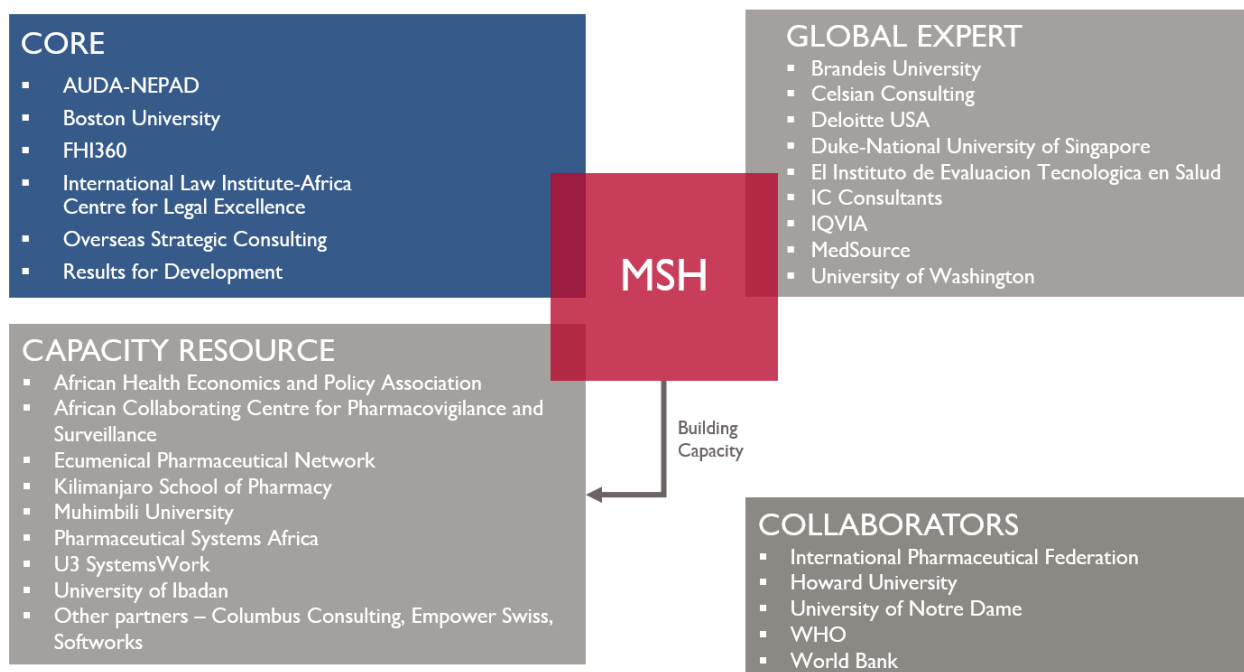 CORE
▪ AUDA-NEPAD
▪ Boston University
▪ FHI360
▪ International Law Institute-Africa
Centre for Legal Excellence
▪ Overseas Strategic Consulting
▪ Results for Development
GLOBAL EXPERT
▪ Brandeis University
▪ Celsian Consulting
▪ Deloitte USA
▪ Duke-National University of Singapore
▪ El Instituto de Evaluacion Tecnologica en Salud
▪ IC Consultants
▪ IQVIA
▪ MedSource
▪ University of Washington
MSH
CAPACITY RESOURCE
▪ African Health Economics and Policy Association
▪ African Collaborating Centre for Pharmacovigilance and
Surveillance
▪ Ecumenical Pharmaceutical Network
▪ Kilimanjaro School of Pharmacy
▪ Muhimbili University
▪ Pharmaceutical Systems Africa
▪ U3 SystemsWork
▪ University of Ibadan
▪ Other partners – Columbus Consulting, Empower Swiss,
Softworks
Building
Capacity
COLLABORATORS
▪ International Pharmaceutical Federation
▪ Howard University
▪ University of Notre Dame
▪ WHO
▪ World Bank